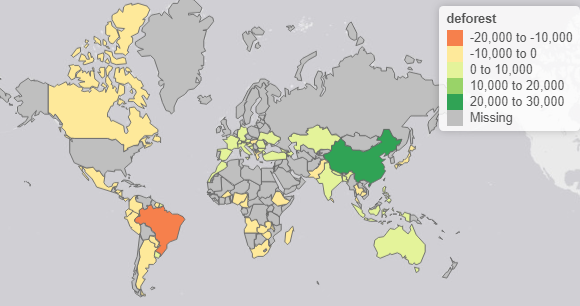 deforest
-20,000 to -10,000
-10,000 to 0
0 to 10,000
10,000 to 20,000
20,000 to 30,000
Missing